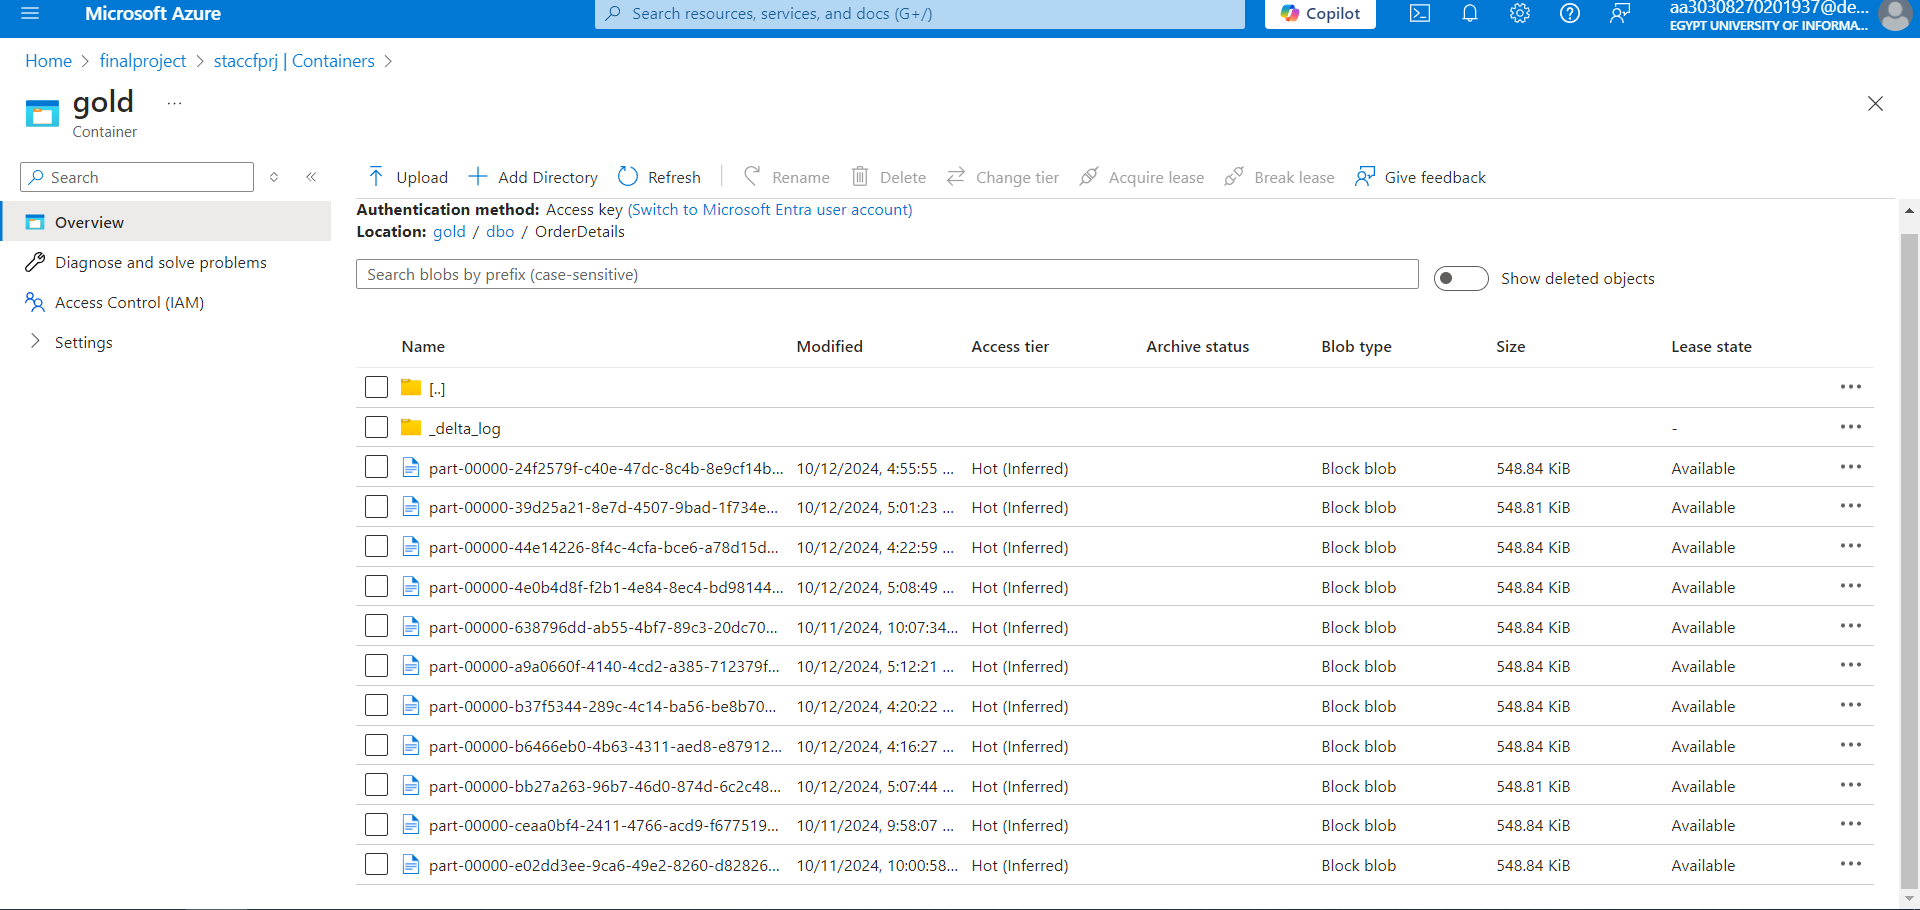 Microsoft Azure
Search resources, services, and docs (G+/)
Copilot
aa30308270201937@de...
EGYPT UNIVERSITY OF INFORMA...
Home > finalproject > staccfprj | Containers >
gold ...
Container
Search
Upload
Add Directory
Refresh
Rename
Delete
Change tier
Acquire lease
Break lease
Give feedback
Overview
Diagnose and solve problems
Access Control (IAM)
Settings
Authentication method: Access key (Switch to Microsoft Entra user account)
Location: gold / dbo / OrderDetails
Search blobs by prefix (case-sensitive)
Show deleted objects
Name Modified Access tier Archive status Blob type Size Lease state
[..]
_delta_log -
part-00000-24f2579f-c40e-47dc-8c4b-8e9cf14b... 10/12/2024, 4:55:55 ... Hot (Inferred) Block blob 548.84 KiB Available
part-00000-39d25a21-8e7d-4507-9bad-1f734e... 10/12/2024, 5:01:23 ... Hot (Inferred) Block blob 548.81 KiB Available
part-00000-44e14226-8f4c-4cfa-bce6-a78d15d... 10/12/2024, 4:22:59 ... Hot (Inferred) Block blob 548.84 KiB Available
part-00000-4e0b4d8f-f2b1-4e84-8ec4-bd98144... 10/12/2024, 5:08:49 ... Hot (Inferred) Block blob 548.84 KiB Available
part-00000-638796dd-ab55-4bf7-89c3-20dc70... 10/11/2024, 10:07:34... Hot (Inferred) Block blob 548.84 KiB Available
part-00000-a9a0660f-4140-4cd2-a385-712379f... 10/12/2024, 5:12:21 ... Hot (Inferred) Block blob 548.84 KiB Available
part-00000-b37f5344-289c-4c14-ba56-be8b70... 10/12/2024, 4:20:22 ... Hot (Inferred) Block blob 548.84 KiB Available
part-00000-b6466eb0-4b63-4311-aed8-e87912... 10/12/2024, 4:16:27 ... Hot (Inferred) Block blob 548.84 KiB Available
part-00000-bb27a263-96b7-46d0-874d-6c2c48... 10/12/2024, 5:07:44 ... Hot (Inferred) Block blob 548.81 KiB Available
part-00000-ceaa0bf4-2411-4766-acd9-f677519... 10/11/2024, 9:58:07 ... Hot (Inferred) Block blob 548.84 KiB Available
part-00000-e02dd3ee-9ca6-49e2-8260-d82826... 10/11/2024, 10:00:58... Hot (Inferred) Block blob 548.84 KiB Available